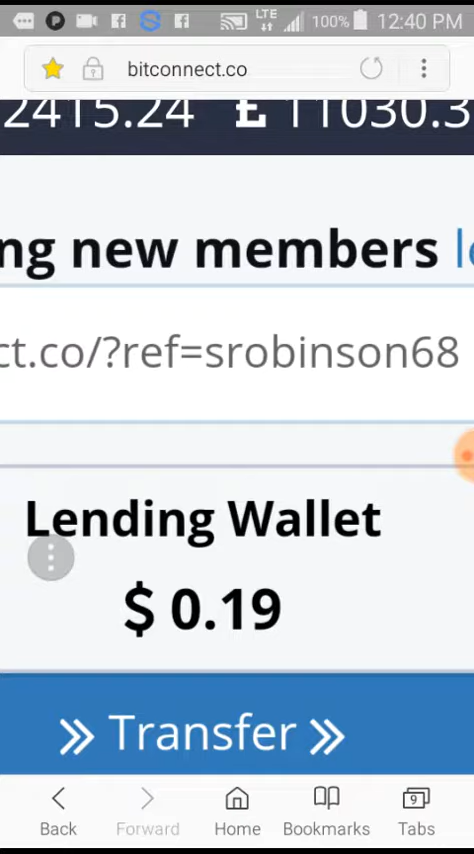 LTE 100% 12:40 PM
bitconnect.co
2415.24 £ 11030.3
ng new members
ct.co/?ref=srobinson68
Lending Wallet
$ 0.19
Transfer
Back Forward Home Bookmarks Tabs
9